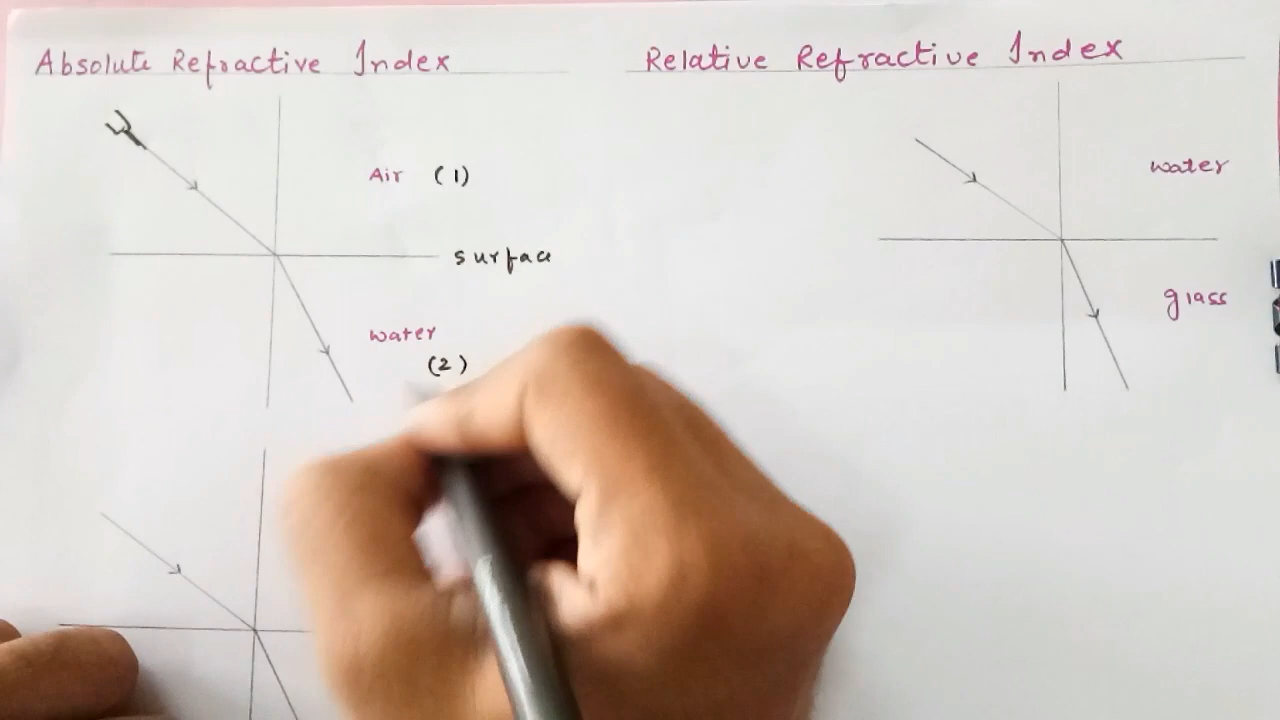 Absolute Refractive Index
Air (1)
surface
water
(2)
Relative Refractive Index
water
glass